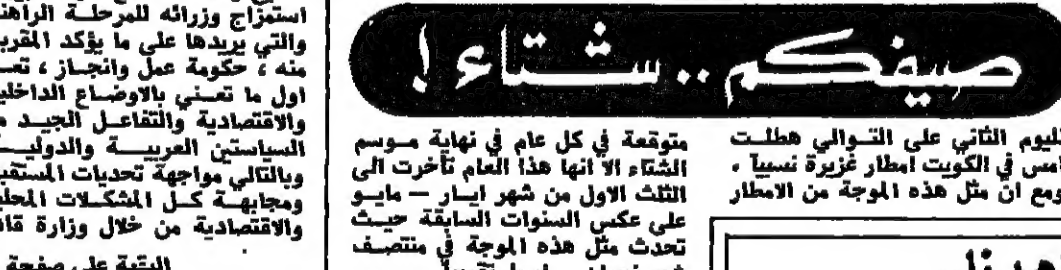 صيفكم .. شتاء !
لليوم الثاني على التوالي هطلت
امس في الكويت امطار غزيرة نسبيا ،
ومع ان مثل هذه الموجة من الامطار
متوقعة في كل عام في نهاية موسم
الشتاء الا انها هذا العام تأخرت الى
الثلث الاول من شهر ايار — مايو
على عكس السنوات السابقة حيث
تحدث مثل هذه الموجة في منتصف
استمزاج وزرائه للمرحلة الراهنة
والتي يريدها على ما يؤكد المقربون
منه ، حكومة عمل وانجاز ،
اول ما تعنى بالاوضاع الداخلية
والاقتصادية والتفاعل الجيد مع
السياستين العربية والدولية
وبالتالي مواجهة تحديات المستقبل
ومجابهة كل المشكلات المحلية
والاقتصادية من خلال وزارة
البقية على صفحة